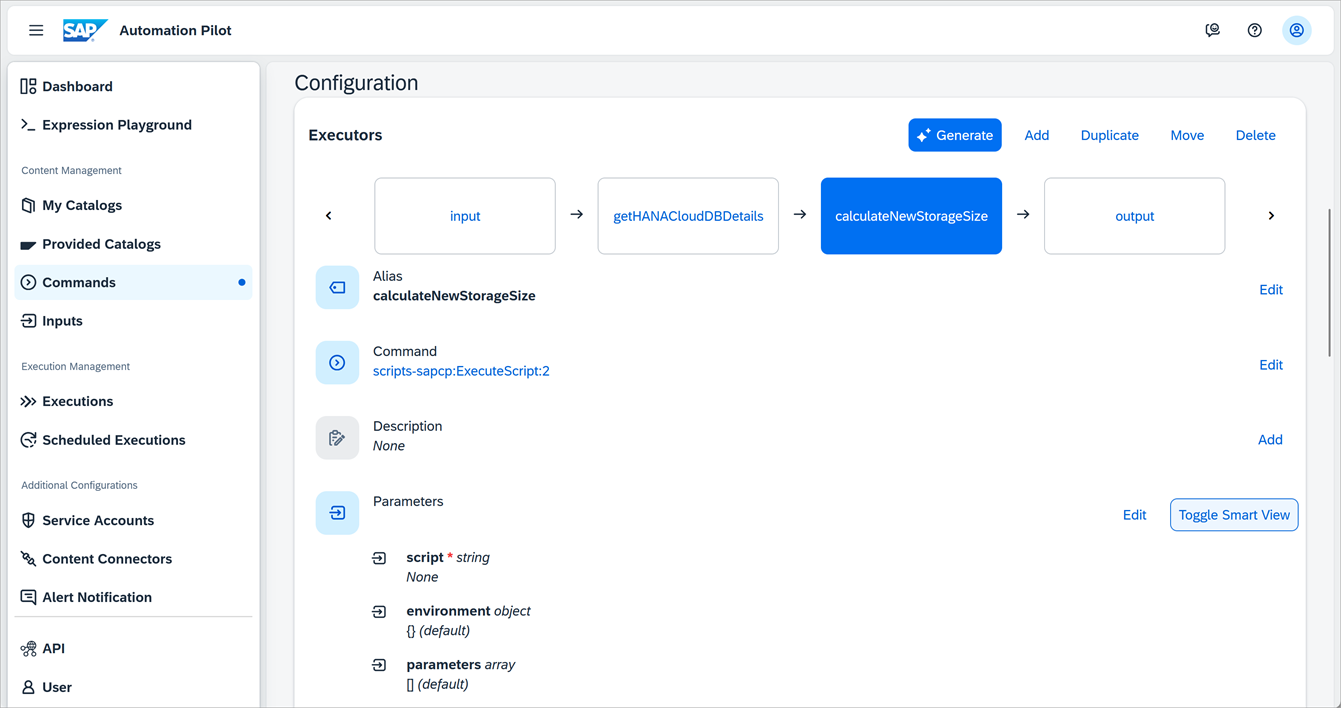 SAP Automation Pilot
Dashboard
Expression Playground
Content Management
My Catalogs
Provided Catalogs
Commands
Inputs
Execution Management
Executions
Scheduled Executions
Additional Configurations
Service Accounts
Content Connectors
Alert Notification
API
User
Configuration
Executors
Generate Add Duplicate Move Delete
input getHANACloudDBDetails calculateNewStorageSize output
Alias
calculateNewStorageSize
Edit
Command
scripts-sapcp:ExecuteScript:2
Edit
Description
None
Add
Parameters
Edit Toggle Smart View
script * string
None
environment object
{} (default)
parameters array
[] (default)